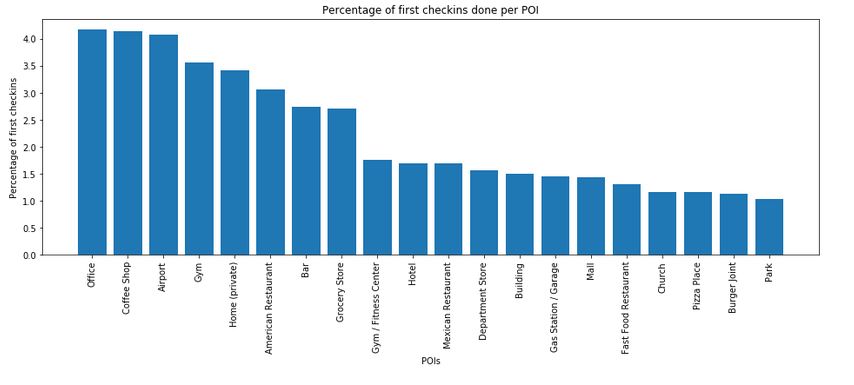 Percentage of first checkins done per POI
Percentage of first checkins
4.0
3.5
3.0
2.5
2.0
1.5
1.0
0.5
0.0
Office
Coffee Shop
Airport
Gym
Home (private)
American Restaurant
Bar
Grocery Store
Gym / Fitness Center
Hotel
Mexican Restaurant
Department Store
Building
Gas Station / Garage
Mall
Fast Food Restaurant
Church
Pizza Place
Burger Joint
Park
POIs